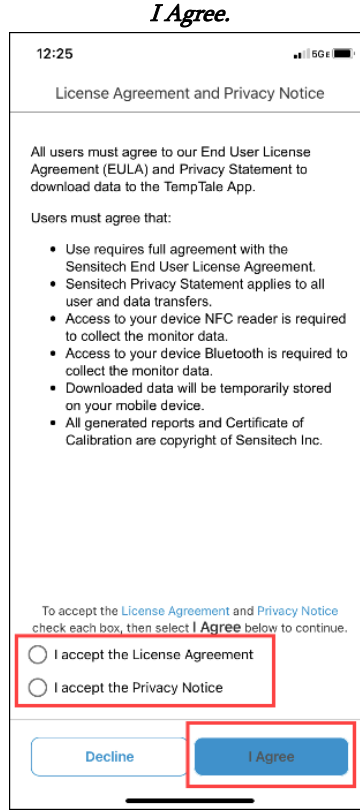 I Agree.
12:25
5GE
License Agreement and Privacy Notice
All users must agree to our End User License
Agreement (EULA) and Privacy Statement to
download data to the TempTale App.
Users must agree that:
• Use requires full agreement with the
Sensitech End User License Agreement.
• Sensitech Privacy Statement applies to all
user and data transfers.
• Access to your device NFC reader is required
to collect the monitor data.
• Access to your device Bluetooth is required to
collect the monitor data.
• Downloaded data will be temporarily stored
on your mobile device.
• All generated reports and Certificate of
Calibration are copyright of Sensitech Inc.
To accept the License Agreement and Privacy Notice
check each box, then select I Agree below to continue.
I accept the License Agreement
I accept the Privacy Notice
Decline
I Agree